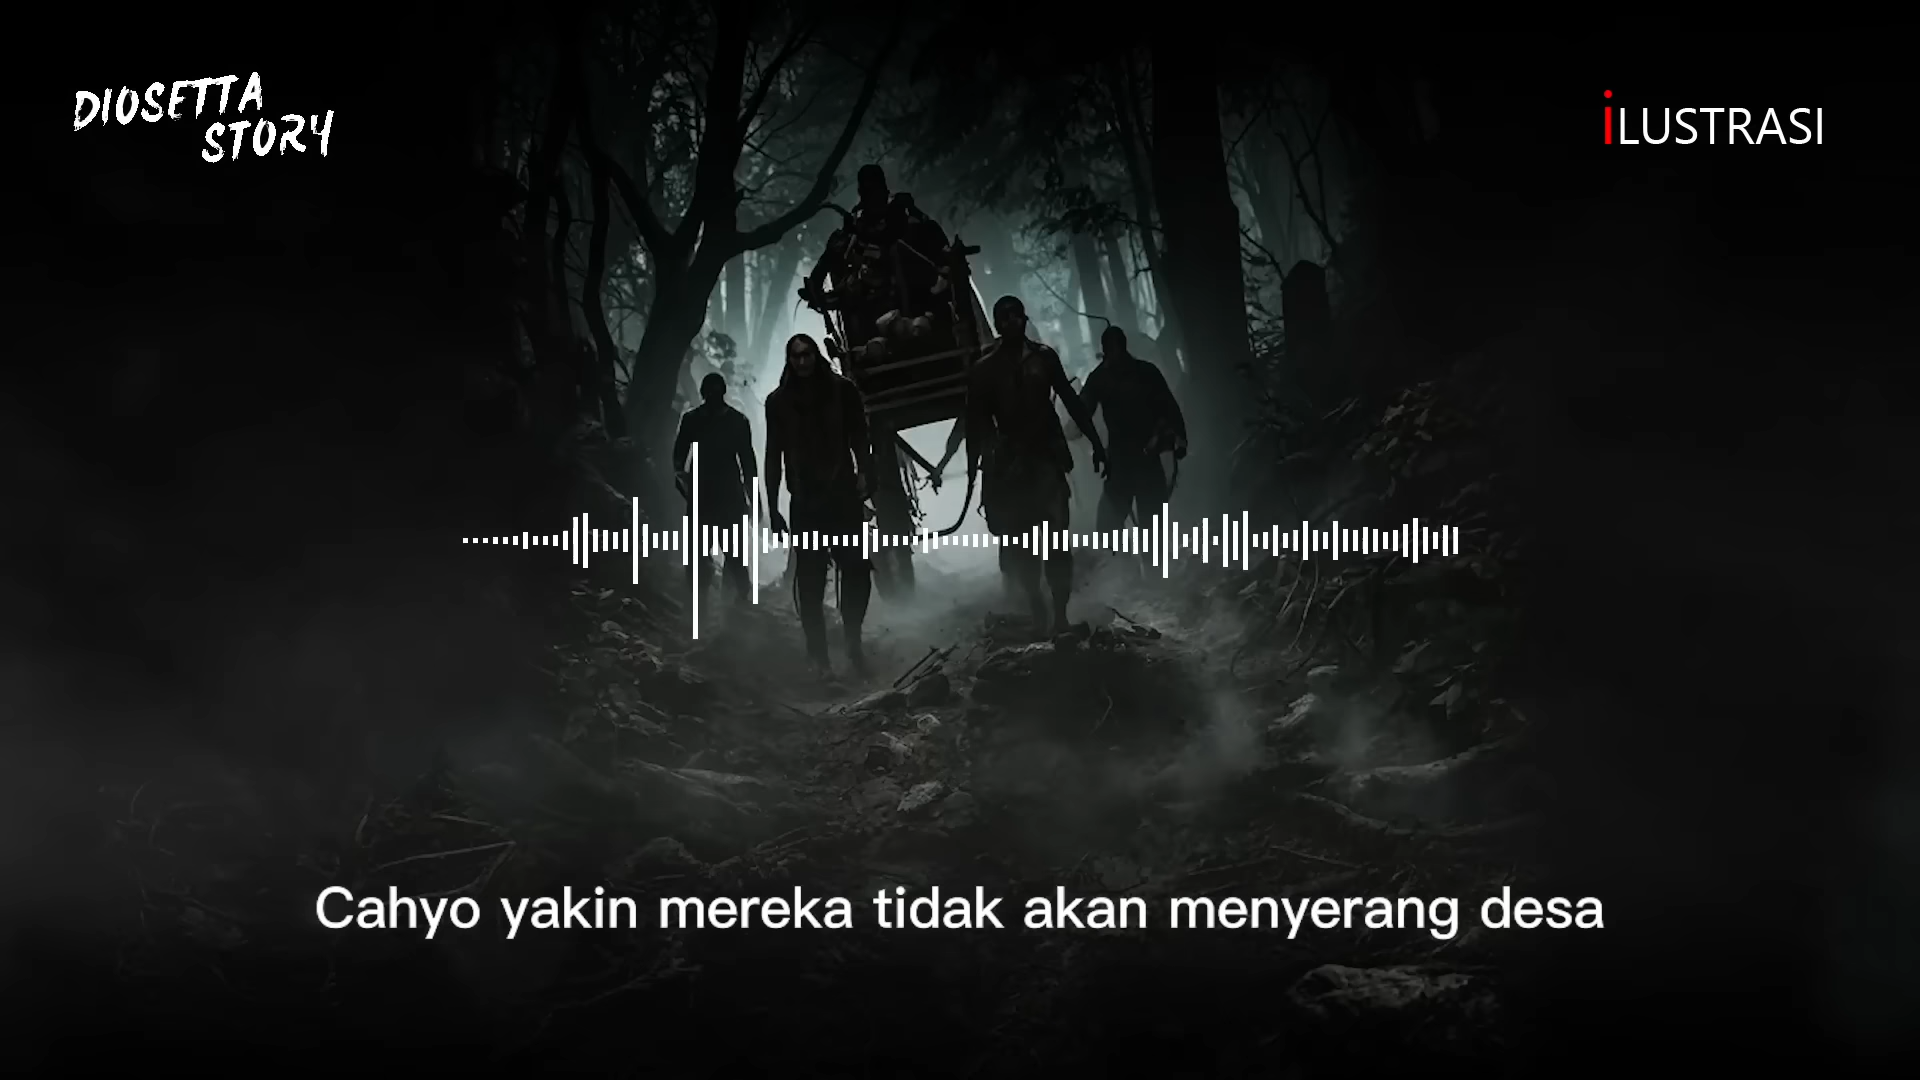 DIOSETTA
STORY
iLUSTRASI
Cahyo yakin mereka tidak akan menyerang desa